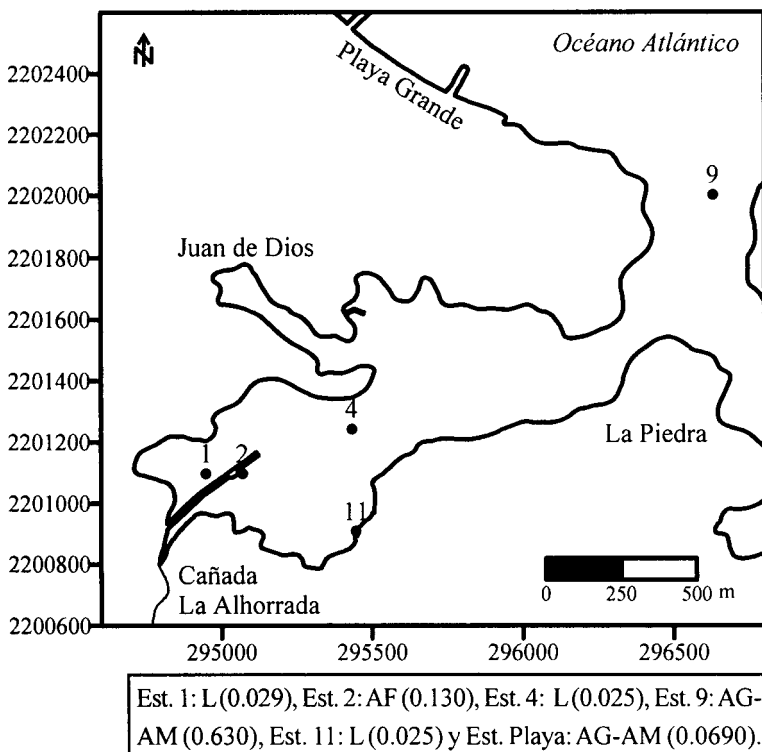 N
Océano Atlántico
Playa Grande
2202400
2202200
2202000
2201800
2201600
2201400
2201200
2201000
2200800
2200600
9
Juan de Dios
4
La Piedra
1
2
11
Cañada
La Alhorrada
0 250 500 m
295000 295500 296000 296500
Est. 1: L (0.029), Est. 2: AF (0.130), Est. 4: L (0.025), Est. 9: AG-
AM (0.630), Est. 11: L (0.025) y Est. Playa: AG-AM (0.0690).